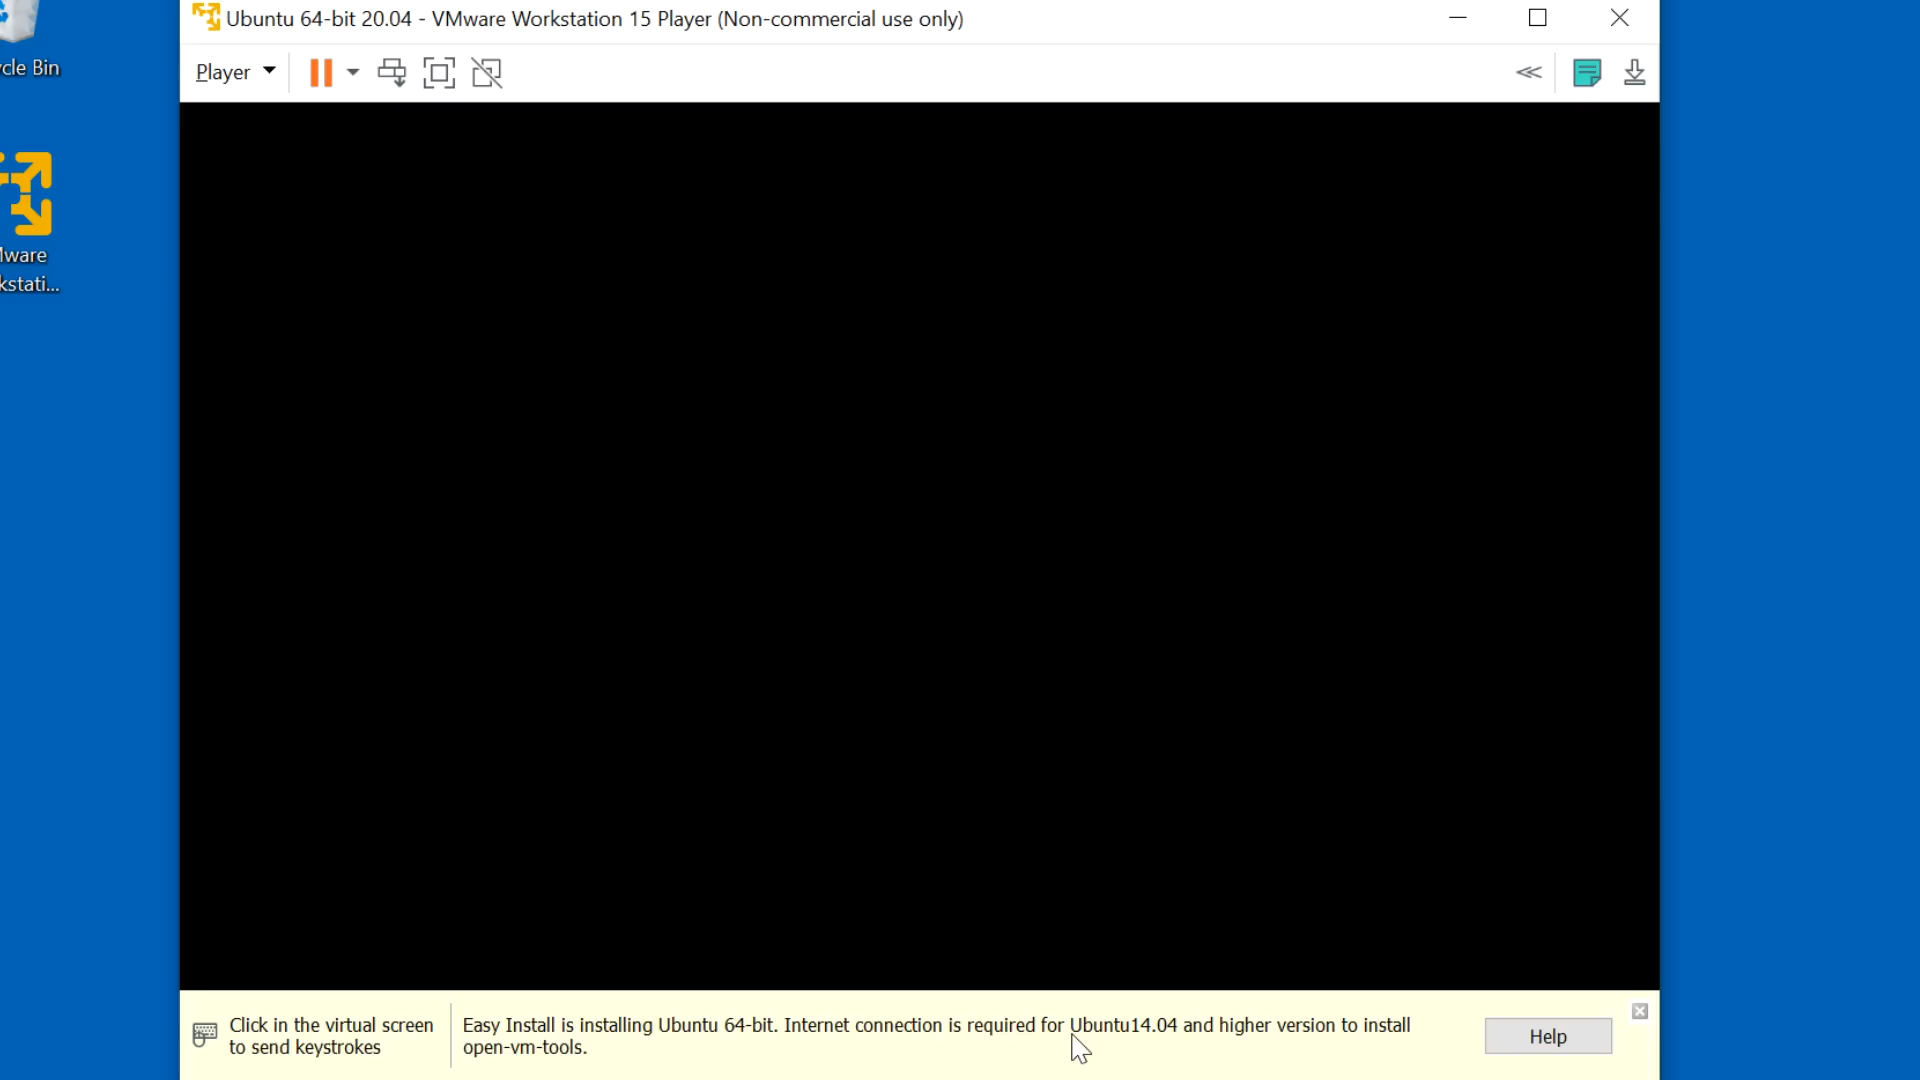 Ubuntu 64-bit 20.04 - VMware Workstation 15 Player (Non-commercial use only)
cle Bin
Player
ware
kstati...
Click in the virtual screen
to send keystrokes
Easy Install is installing Ubuntu 64-bit. Internet connection is required for Ubuntu14.04 and higher version to install
open-vm-tools.
Help